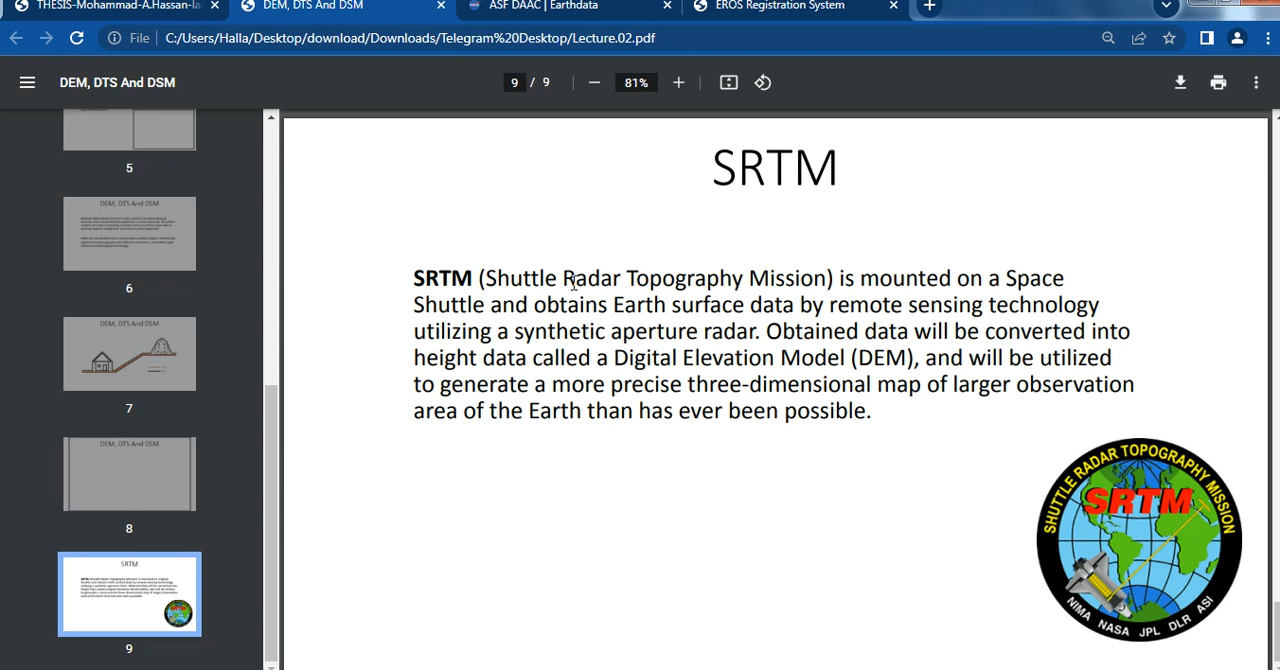 THESIS-Mohammad-A.Hassan-la
DEM, DTS And DSM
ASF DAAC | Earthdata
EROS Registration System
File
C:/Users/Halla/Desktop/download/Downloads/Telegram%20Desktop/Lecture.02.pdf
DEM, DTS And DSM
9 / 9
81%
5
DEM, DTS And DSM
6
DEM, DTS And DSM
7
DEM, DTS And DSM
8
SRTM
9
SRTM
SRTM (Shuttle Radar Topography Mission) is mounted on a Space
Shuttle and obtains Earth surface data by remote sensing technology
utilizing a synthetic aperture radar. Obtained data will be converted into
height data called a Digital Elevation Model (DEM), and will be utilized
to generate a more precise three-dimensional map of larger observation
area of the Earth than has ever been possible.
SHUTTLE RADAR TOPOGRAPHY MISSION
SRTM
NIMA NASA JPL DLR ASI